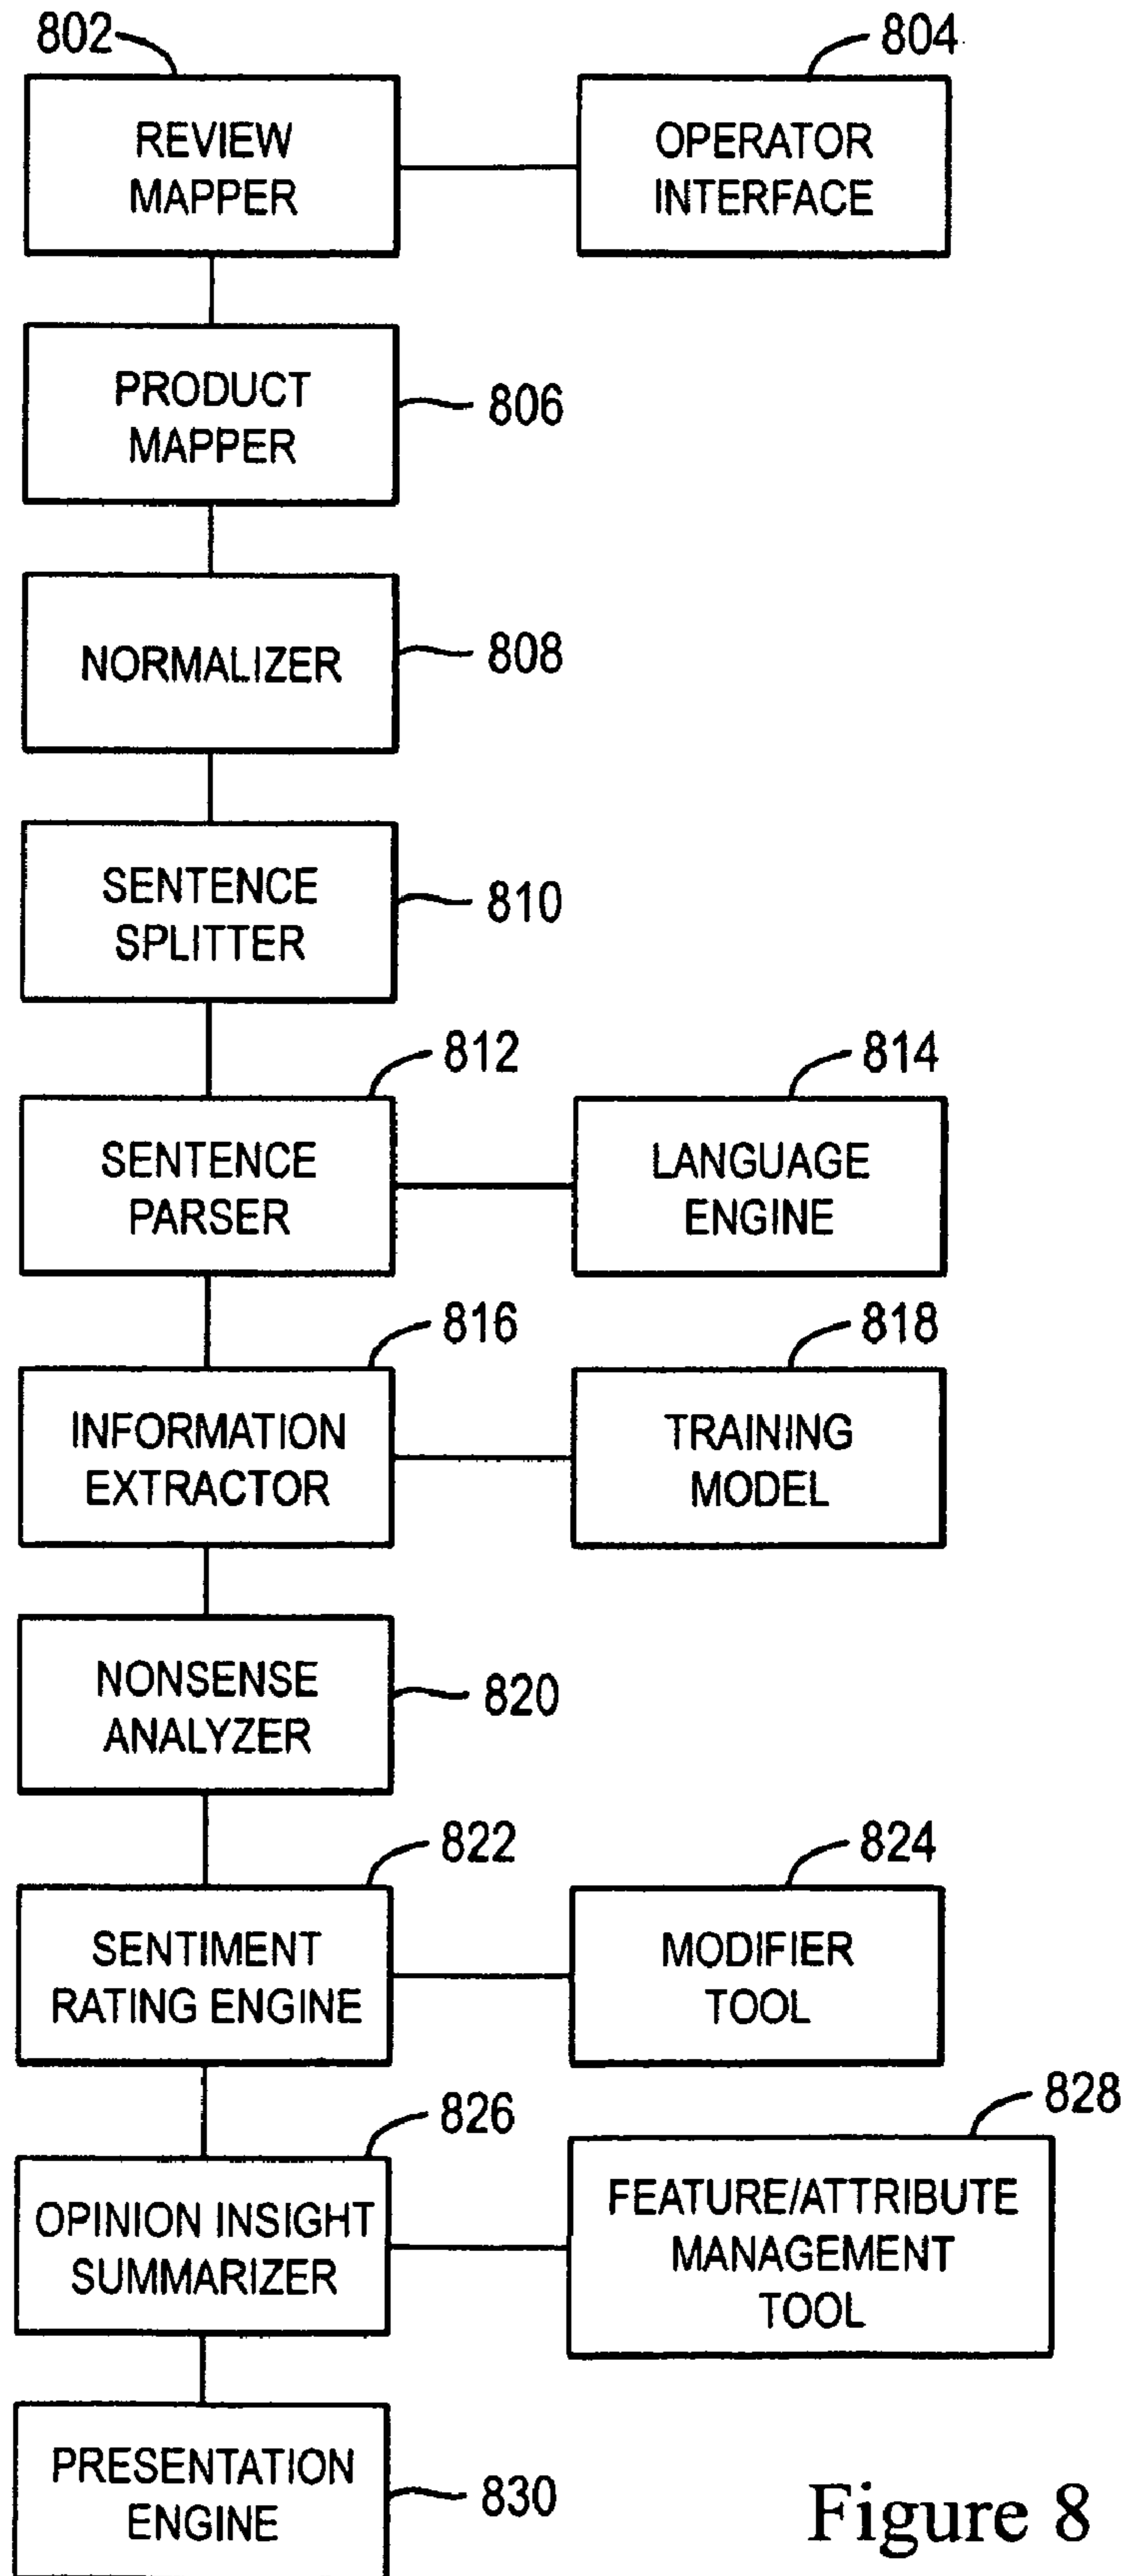 802
804
REVIEW
MAPPER
OPERATOR
INTERFACE
PRODUCT
MAPPER
806
NORMALIZER
808
SENTENCE
SPLITTER
810
812
814
SENTENCE
PARSER
LANGUAGE
ENGINE
816
818
INFORMATION
EXTRACTOR
TRAINING
MODEL
NONSENSE
ANALYZER
820
822
824
SENTIMENT
RATING ENGINE
MODIFIER
TOOL
826
828
OPINION INSIGHT
SUMMARIZER
FEATURE/ATTRIBUTE
MANAGEMENT
TOOL
PRESENTATION
ENGINE
830
Figure 8